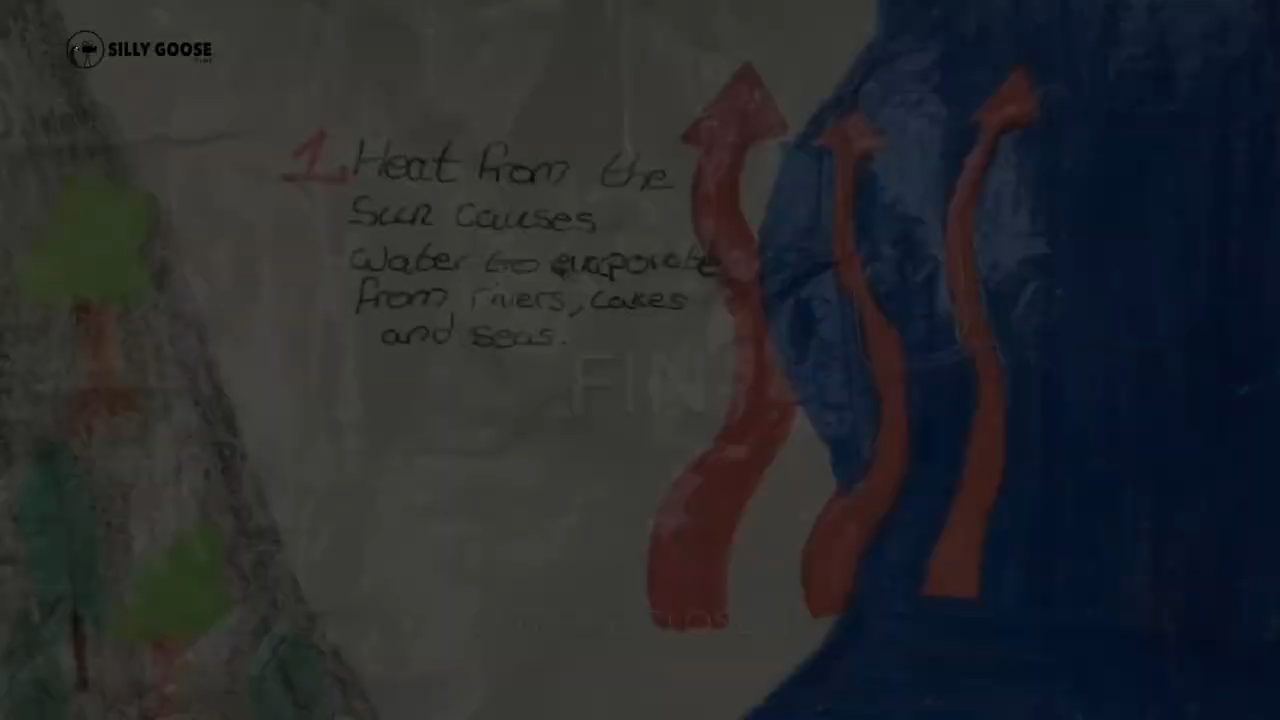 SILLY GOOSE
1. Heat from the
Sun causes
water to evaporate
from rivers, lakes
and seas.